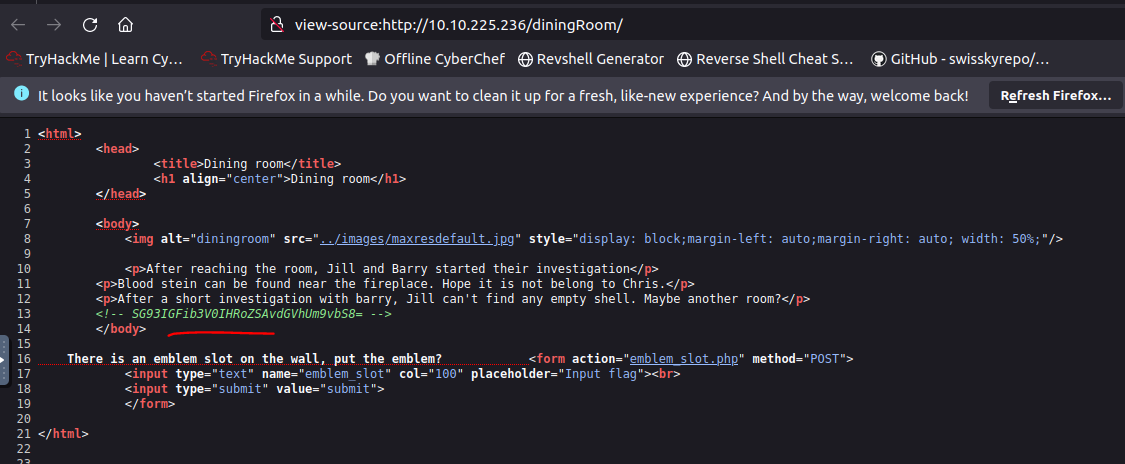 view-source:http://10.10.225.236/diningRoom/
TryHackMe | Learn Cy… TryHackMe Support Offline CyberChef Revshell Generator Reverse Shell Cheat S… GitHub - swisskyrepo/…
It looks like you haven’t started Firefox in a while. Do you want to clean it up for a fresh, like-new experience? And by the way, welcome back! Refresh Firefox…
1 <html>
2 <head>
3 <title>Dining room</title>
4 <h1 align="center">Dining room</h1>
5 </head>
6
7 <body>
8 <img alt="diningroom" src="../images/maxresdefault.jpg" style="display: block;margin-left: auto;margin-right: auto; width: 50%;"/>
9
10 <p>After reaching the room, Jill and Barry started their investigation</p>
11 <p>Blood stein can be found near the fireplace. Hope it is not belong to Chris.</p>
12 <p>After a short investigation with barry, Jill can't find any empty shell. Maybe another room?</p>
13 <!-- SG93IGFib3V0IHRoZSAvdGVhUm9vbS8= -->
14 </body>
15
16 There is an emblem slot on the wall, put the emblem? <form action="emblem_slot.php" method="POST">
17 <input type="text" name="emblem_slot" col="100" placeholder="Input flag"><br>
18 <input type="submit" value="submit">
19 </form>
20
21 </html>
22
23